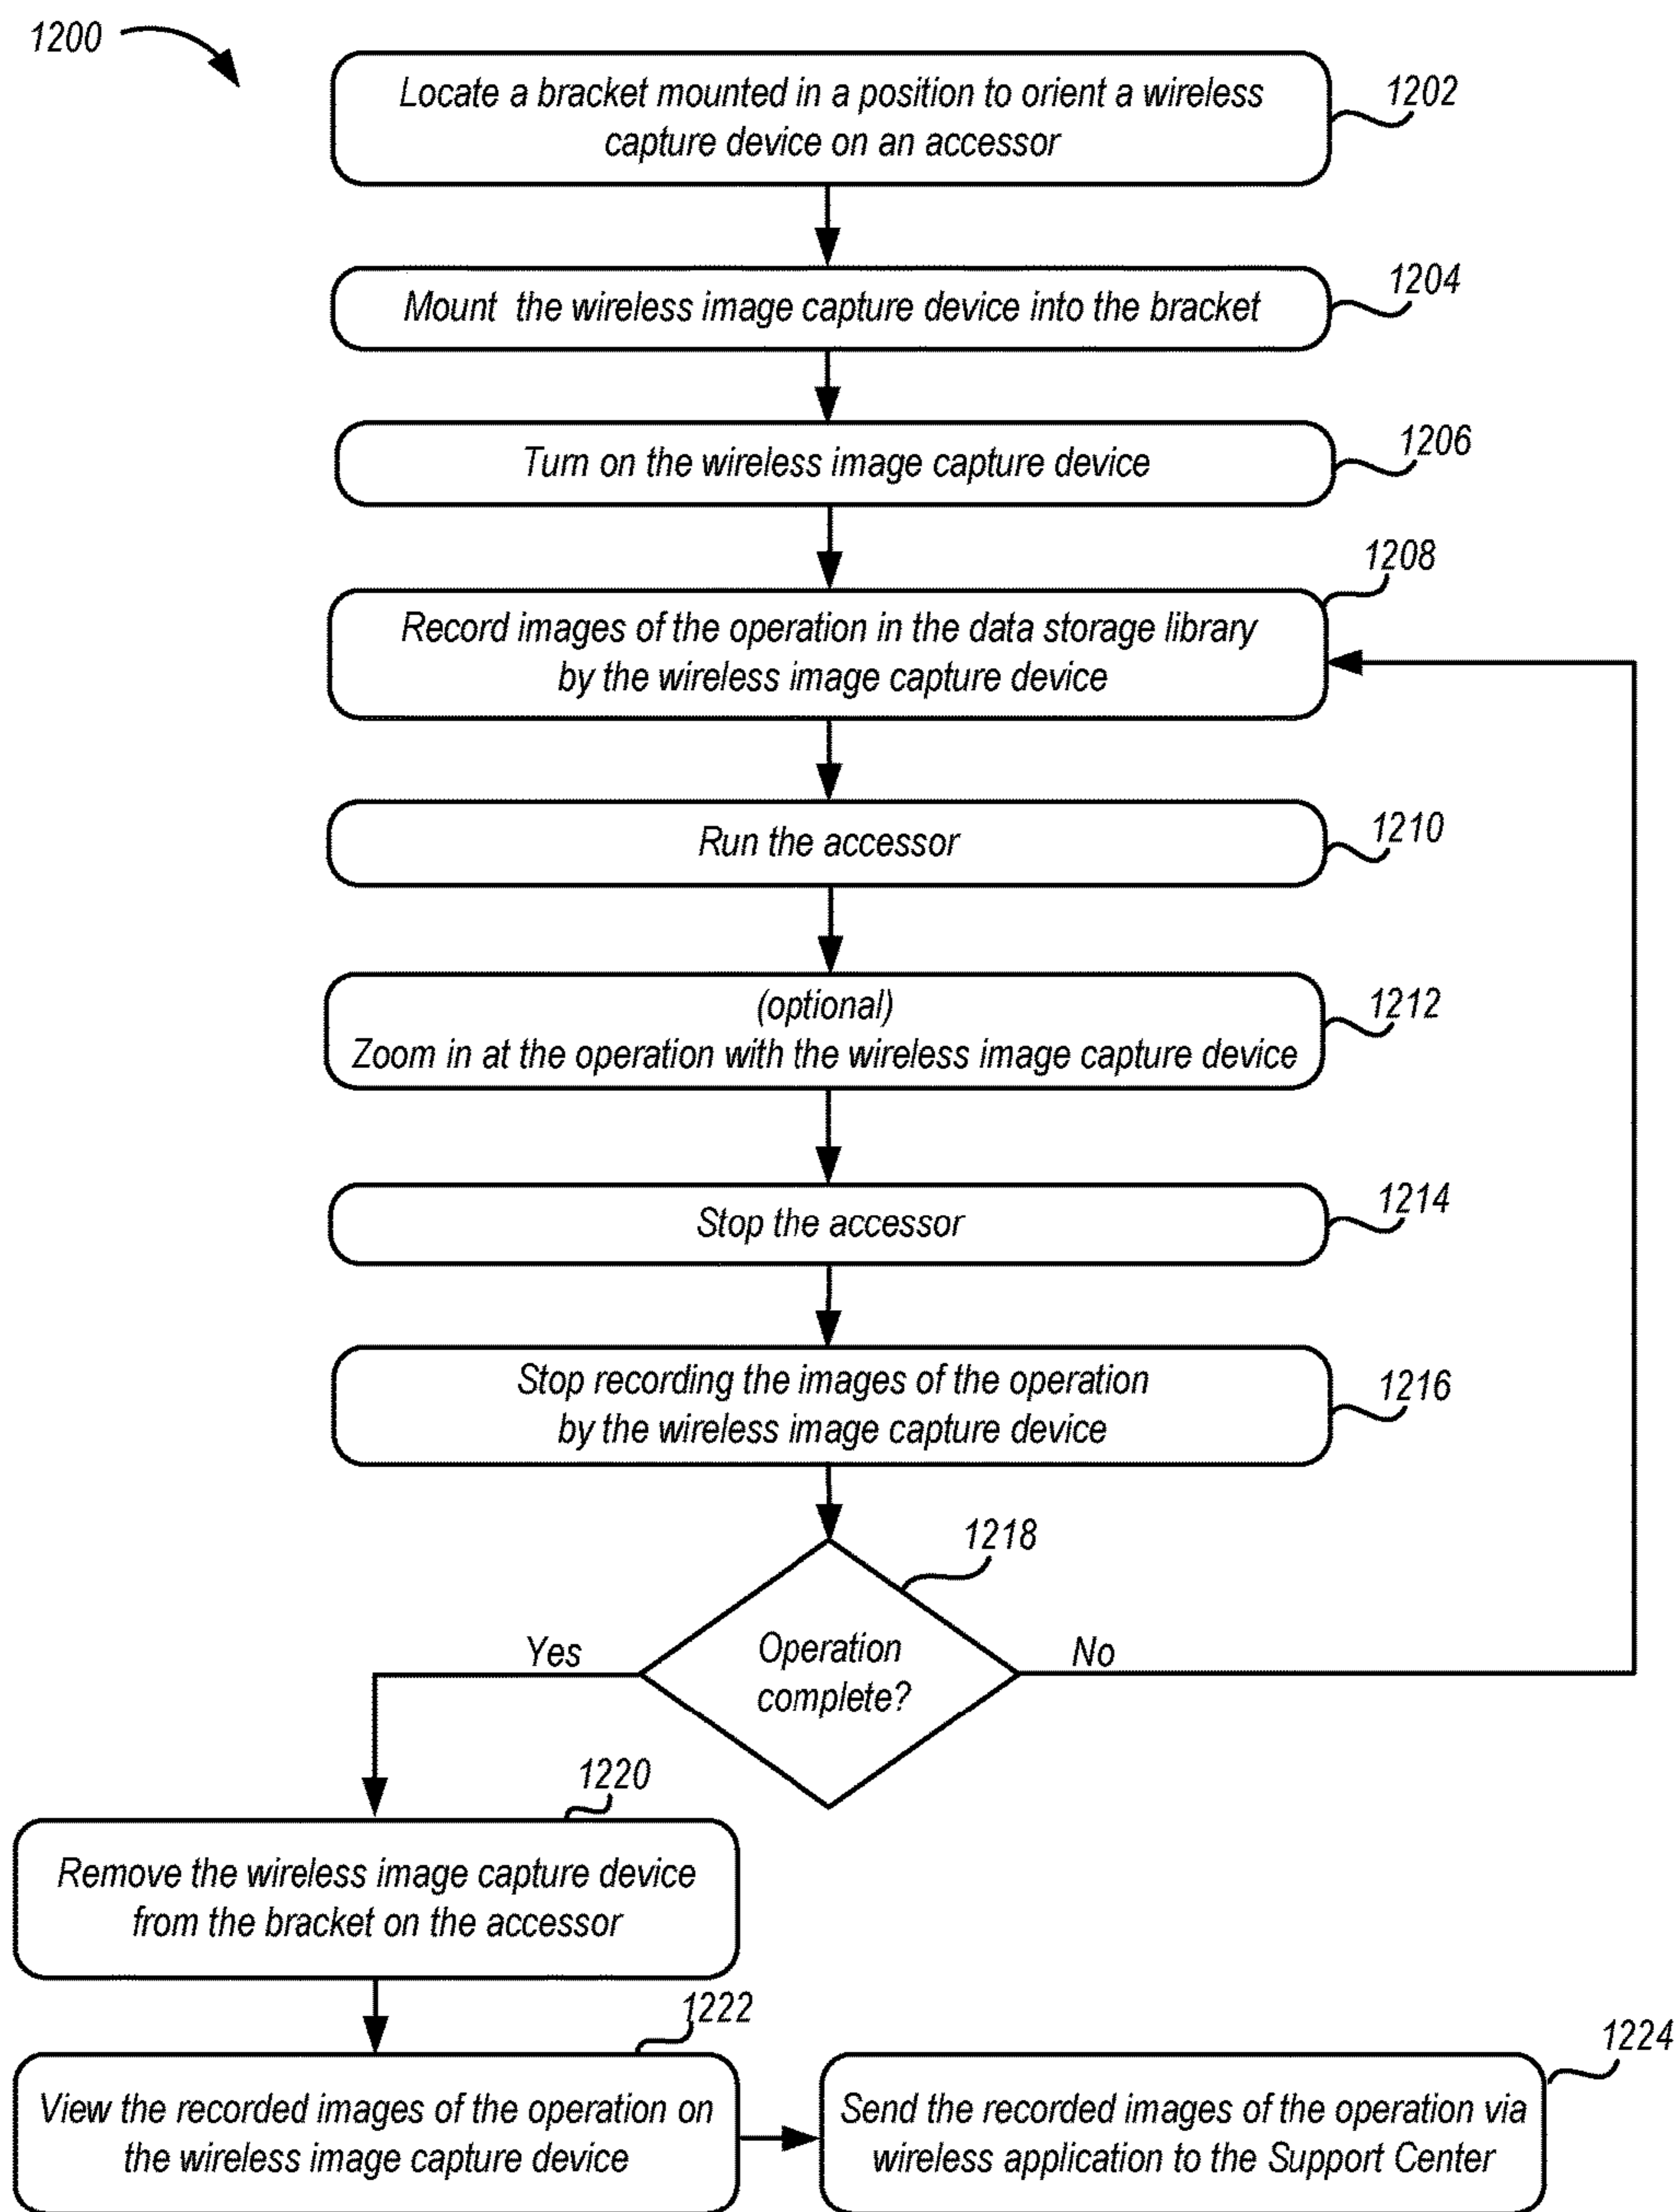 1200
Locate a bracket mounted in a position to orient a wireless
capture device on an accessor
1202
Mount the wireless image capture device into the bracket
1204
Turn on the wireless image capture device
1206
1208
Record images of the operation in the data storage library
by the wireless image capture device
Run the accessor
1210
(optional)
Zoom in at the operation with the wireless image capture device
1212
Stop the accessor
1214
Stop recording the images of the operation
by the wireless image capture device
1216
1218
Operation
complete?
Yes
No
1220
Remove the wireless image capture device
from the bracket on the accessor
1222
View the recorded images of the operation on
the wireless image capture device
1224
Send the recorded images of the operation via
wireless application to the Support Center